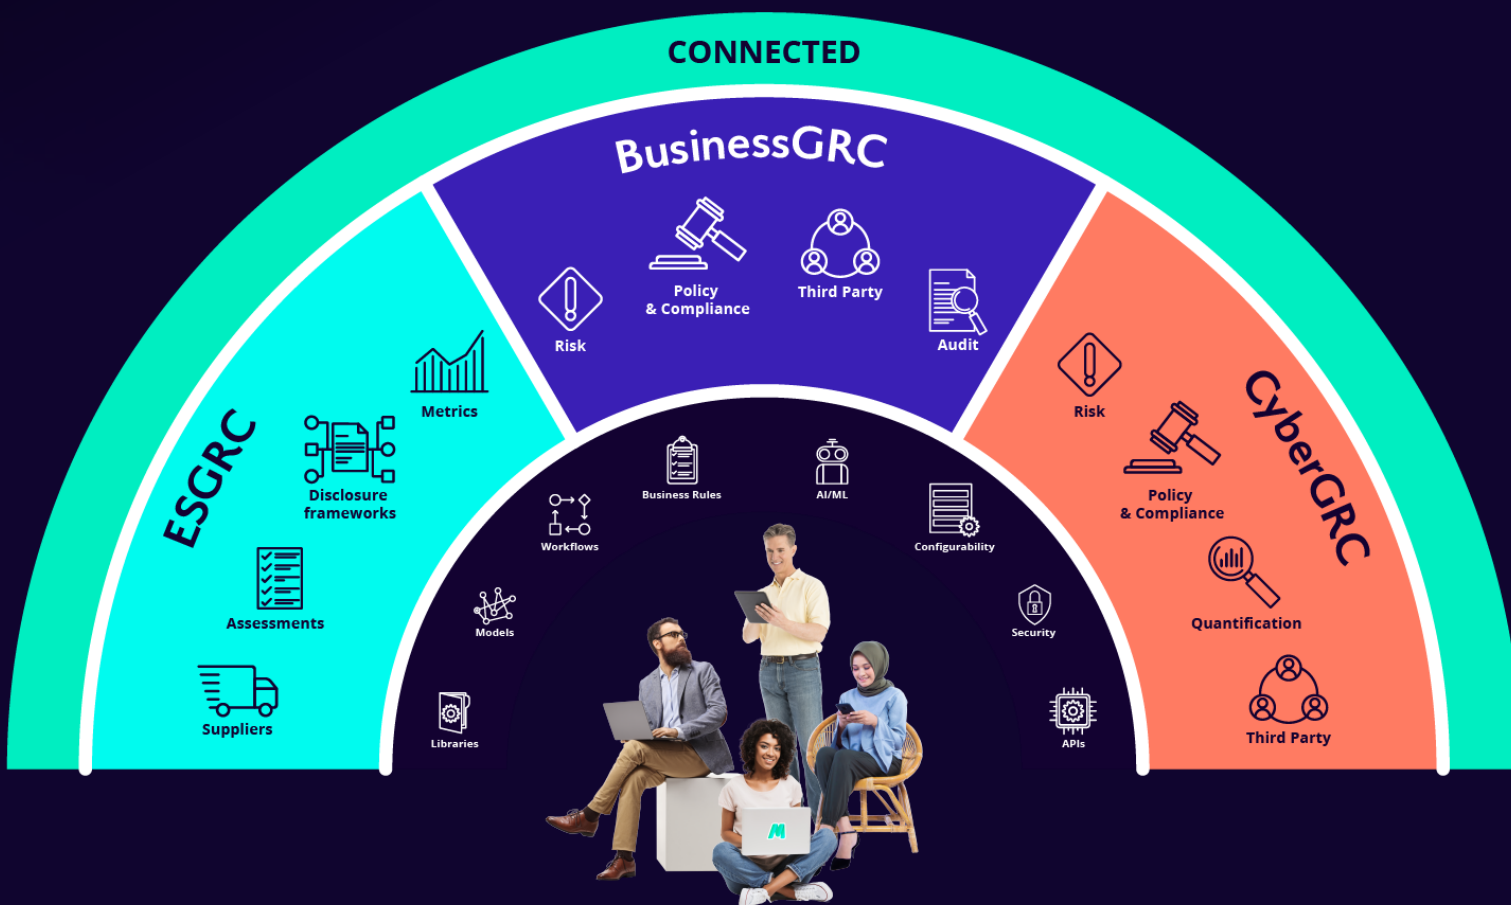 CONNECTED
BusinessGRC
Risk
Policy
& Compliance
Third Party
Audit
ESGRC
Metrics
Disclosure
frameworks
Assessments
Suppliers
CyberGRC
Risk
Policy
& Compliance
Quantification
Third Party
Libraries
Models
Workflows
Business Rules
AI/ML
Configurability
Security
APIs
M